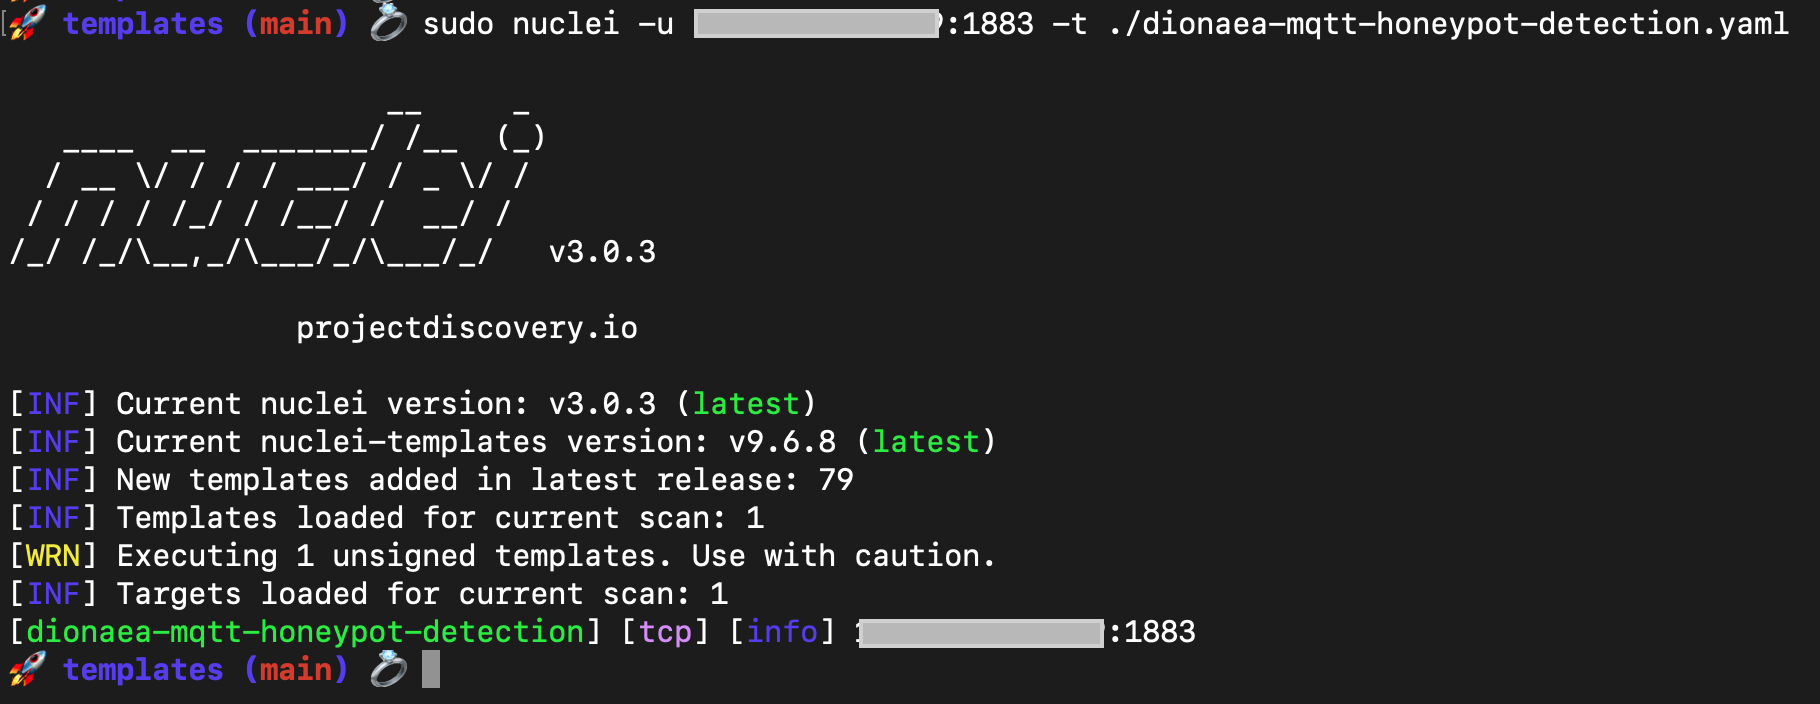 templates (main) sudo nuclei -u :1883 -t ./dionaea-mqtt-honeypot-detection.yaml
                     __     _
   ____  __  _______/ /__  (_)
  / __ \/ / / / ___/ / _ \/ /
 / / / / /_/ / /__/ /  __/ /
/_/ /_/\__,_/\___/_/\___/_/   v3.0.3
projectdiscovery.io
[INF] Current nuclei version: v3.0.3 (latest)
[INF] Current nuclei-templates version: v9.6.8 (latest)
[INF] New templates added in latest release: 79
[INF] Templates loaded for current scan: 1
[WRN] Executing 1 unsigned templates. Use with caution.
[INF] Targets loaded for current scan: 1
[dionaea-mqtt-honeypot-detection] [tcp] [info] :1883
templates (main)